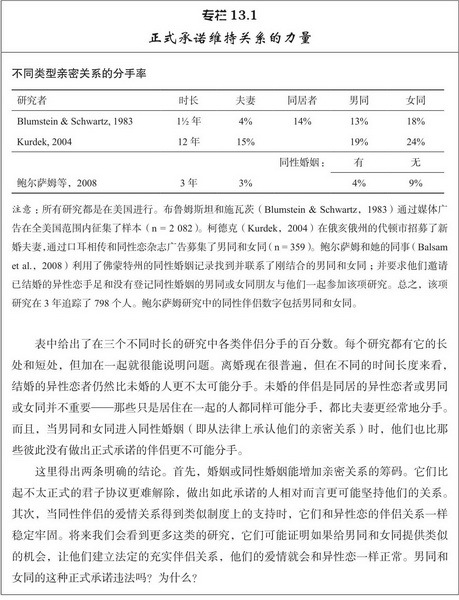 专栏 13.1
正式承诺维持关系的力量
不同类型亲密关系的分手率
研究者 时长 夫妻 同居者 男同 女同
Blumstein & Schwartz, 1983 1½ 年 4% 14% 13% 18%
Kurdek, 2004 12 年 15% 19% 24%
同性婚姻: 有 无
鲍尔萨姆等，2008 3 年 3% 4% 9%
注意：所有研究都是在美国进行。布鲁姆斯坦和施瓦茨（Blumstein & Schwartz, 1983）通过媒体广
告在全美国范围内征集了样本（n = 2 082）。柯德克（Kurdek, 2004）在俄亥俄州的代顿市招募了新
婚夫妻，通过口耳相传和同性恋杂志广告募集了男同和女同（n = 359）。鲍尔萨姆和她的同事（Balsam
et al., 2008）利用了佛蒙特州的同性婚姻记录找到并联系了刚结合的男同和女同；并要求他们邀请
已结婚的异性恋手足和没有登记同性婚姻的男同或女同朋友与他们一起参加该项研究。总之，该项
研究在 3 年追踪了 798 个人。鲍尔萨姆研究中的同性伴侣数字包括男同和女同。
表中给出了在三个不同时长的研究中各类伴侣分手的百分数。每个研究都有它的长
处和短处，但加在一起就很能说明问题。离婚现在很普遍，但在不同的时间长度来看，
结婚的异性恋者仍然比未婚的人更不太可能分手。未婚的伴侣是同居的异性恋者或男同
或女同并不重要——那些只是居住在一起的人都同样可能分手，都比夫妻更经常地分手。
而且，当男同和女同进入同性婚姻（即从法律上承认他们的亲密关系）时，他们也比那
些彼此没有做出正式承诺的伴侣更不可能分手。
这里得出两条明确的结论。首先，婚姻或同性婚姻能增加亲密关系的筹码。它们比
起不太正式的君子协议更难解除，做出如此承诺的人相对而言更可能坚持他们的关系。
其次，当同性伴侣的爱情关系得到类似制度上的支持时，它们和异性恋的伴侣关系一样
稳定牢固。将来我们会看到更多这类的研究，它们可能证明如果给男同和女同提供类似
的机会，让他们建立法定的充实伴侣关系，他们的爱情就会和异性恋一样正常。男同和
女同的这种正式承诺违法吗？为什么？